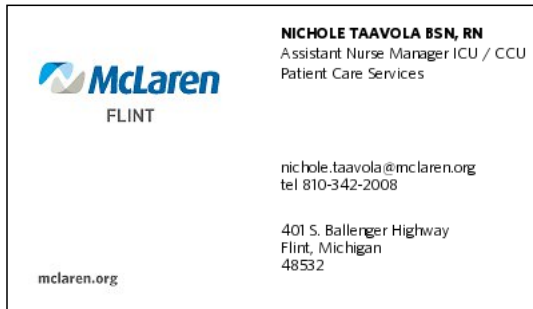 McLaren
FLINT
mclaren.org
NICHOLE TAAVOLA BSN, RN
Assistant Nurse Manager ICU / CCU
Patient Care Services
nichole.taavola@mclaren.org
tel 810-342-2008
401 S. Ballenger Highway
Flint, Michigan
48532